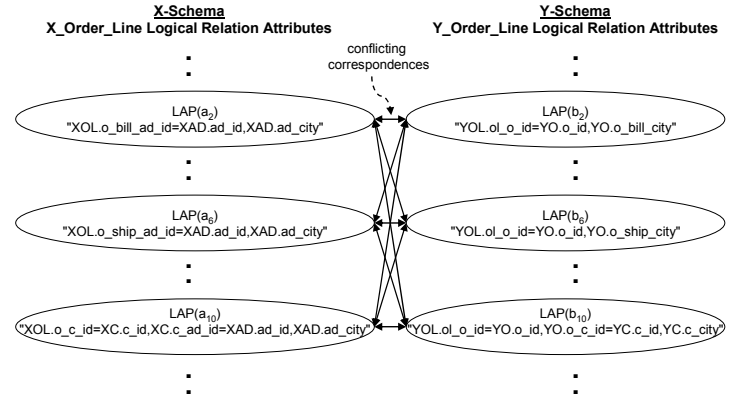 X-Schema
X_Order_Line Logical Relation Attributes
Y-Schema
Y_Order_Line Logical Relation Attributes
conflicting
correspondences
LAP(a2)
"XOL.o_bill_ad_id=XAD.ad_id,XAD.ad_city"
LAP(b2)
"YOL.ol_o_id=YO.o_id,YO.o_bill_city"
LAP(a6)
"XOL.o_ship_ad_id=XAD.ad_id,XAD.ad_city"
LAP(b6)
"YOL.ol_o_id=YO.o_id,YO.o_ship_city"
LAP(a10)
"XOL.o_c_id=XC.c_id,XC.c_ad_id=XAD.ad_id,XAD.ad_city"
LAP(b10)
"YOL.ol_o_id=YO.o_id,YO.o_c_id=YC.c_id,YC.c_city"